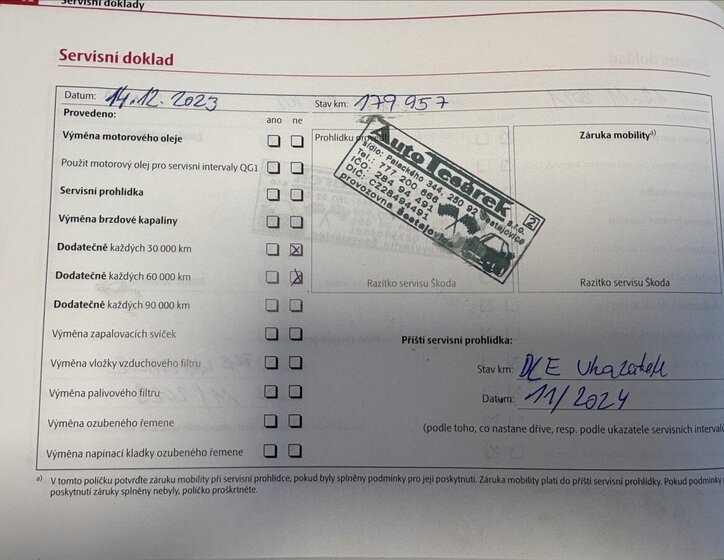 Servisní doklady
Servisní doklad
Datum: 14.12.2023 Stav km: 179 957
Provedeno: ano ne
Výměna motorového oleje
Použit motorový olej pro servisní intervaly QG1
Servisní prohlídka
Výměna brzdové kapaliny
Dodatečně každých 30 000 km
Dodatečně každých 60 000 km
Dodatečně každých 90 000 km
Výměna zapalovacích svíček
Výměna vložky vzduchového filtru
Výměna palivového filtru
Výměna ozubeného řemene
Výměna napínací kladky ozubeného řemene
Prohlídku
AutoTesárek s.r.o.
sídlo: Palackého 344, 250 92 Šestajovice
Tel.: 777 200 666
IČO: 284 94 491
DIČ: CZ28494491
provozovna Šestajovice
2
Razítko servisu Škoda
Záruka mobility a)
Razítko servisu Škoda
Příští servisní prohlídka:
Stav km: DLE Ukazatele
Datum: 11/2024
(podle toho, co nastane dříve, resp. podle ukazatele servisních
a) V tomto políčku potvrďte záruku mobility při servisní prohlídce, pokud byly splněny podmínky pro její poskytnutí. Záruka mobility platí do příští servisní prohlídky. Pokud podmínky
poskytnutí záruky splněny nebyly, políčko proškrtněte.